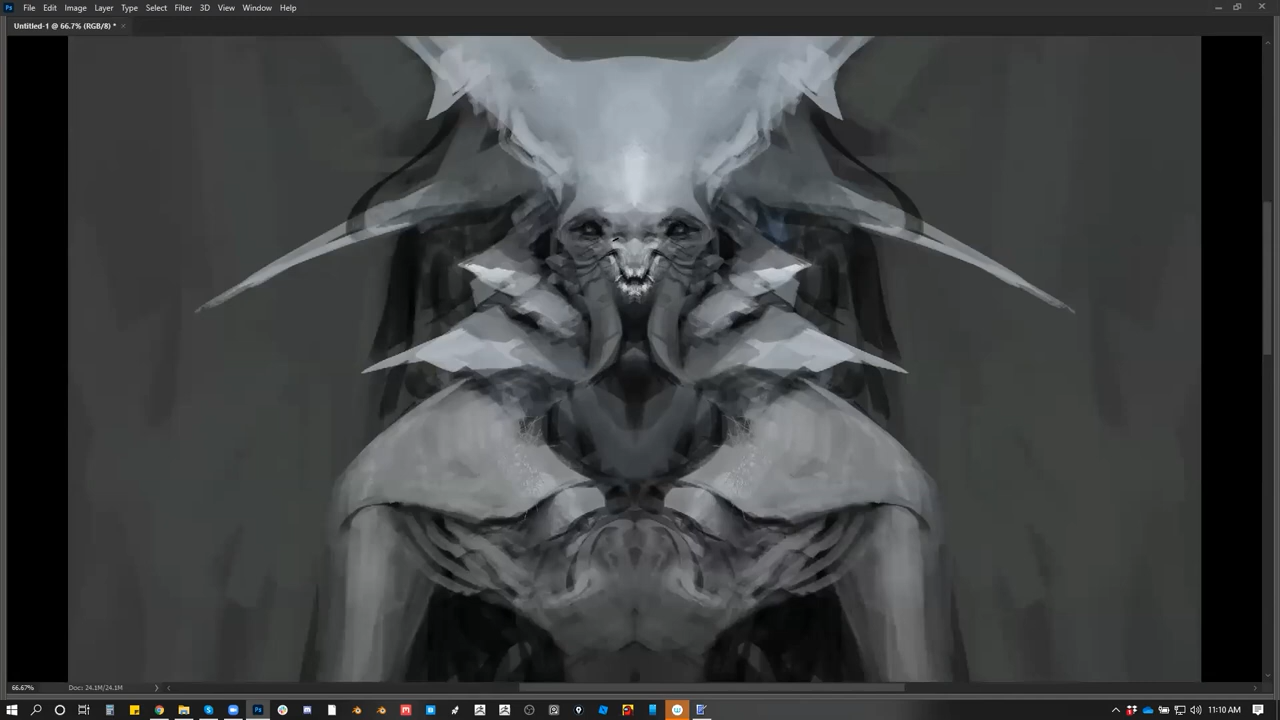 Ps File Edit Image Layer Type Select Filter 3D View Window Help
Untitled-1 @ 66.7% (RGB/8) * ×
66.67% Doc: 24.1M/24.1M
Ps 11:10 AM